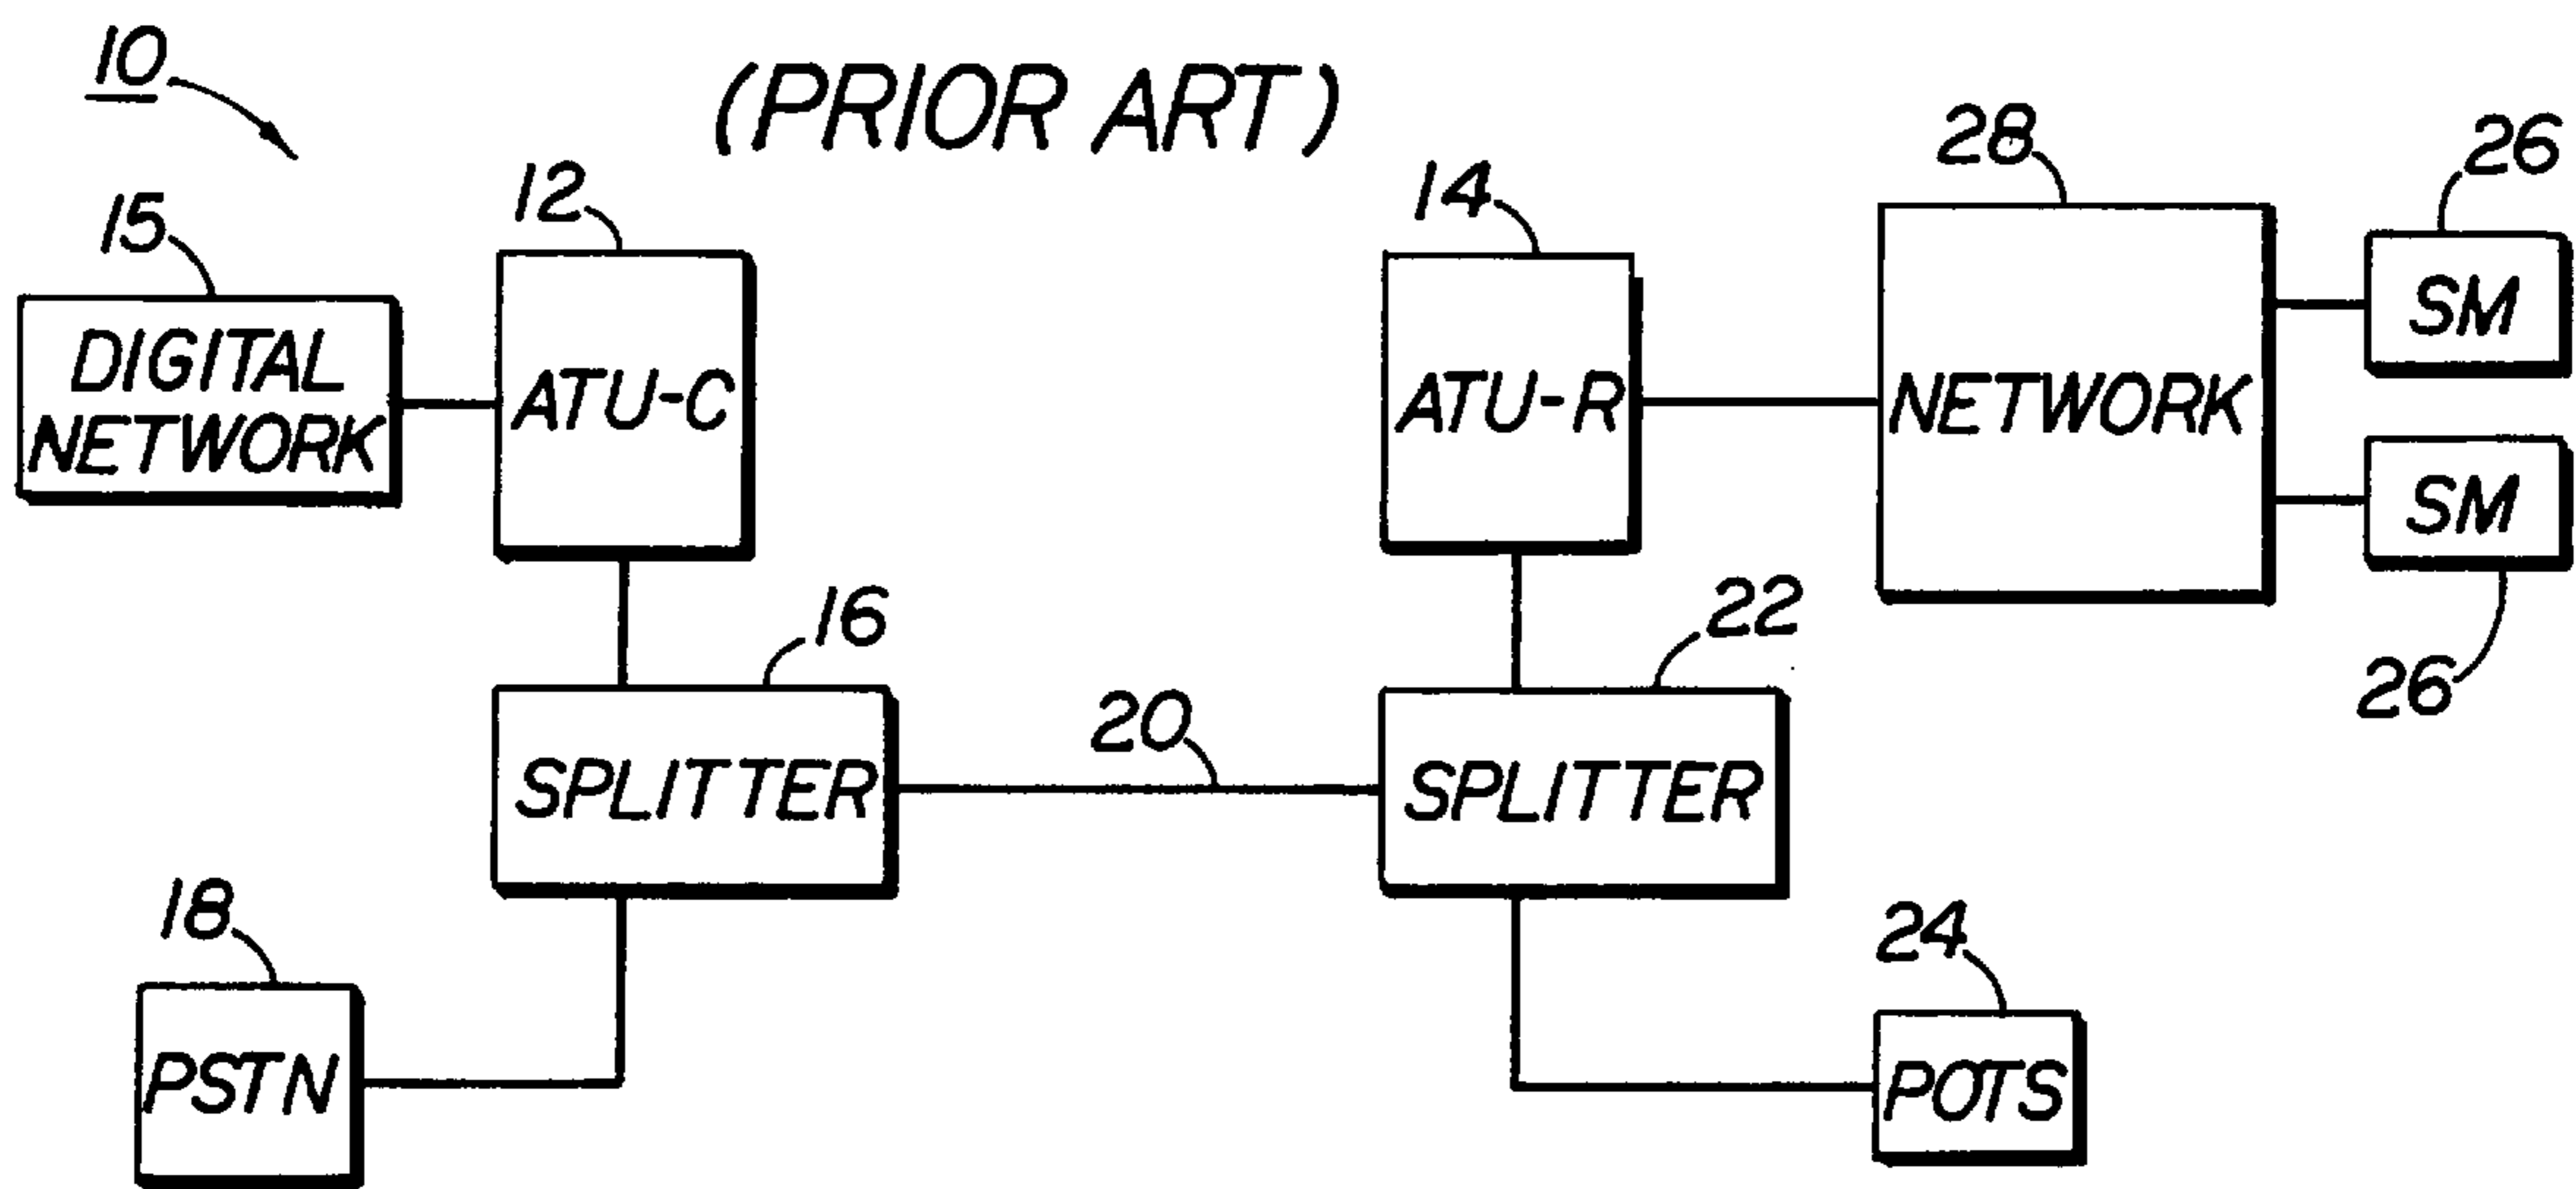 10
(PRIOR ART)
28
26
12
14
15
SM
DIGITAL
NETWORK
ATU-C
ATU-R
NETWORK
SM
16
22
26
20
SPLITTER
SPLITTER
18
24
PSTN
POTS